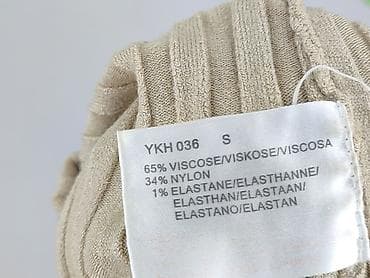 YKH 036 S
65% VISCOSE/VISKOSE/VISCOSA
34% NYLON
1% ELASTANE/ELASTHANNE/
ELASTHAN/ELASTAAN/
ELASTANO/ELASTAN